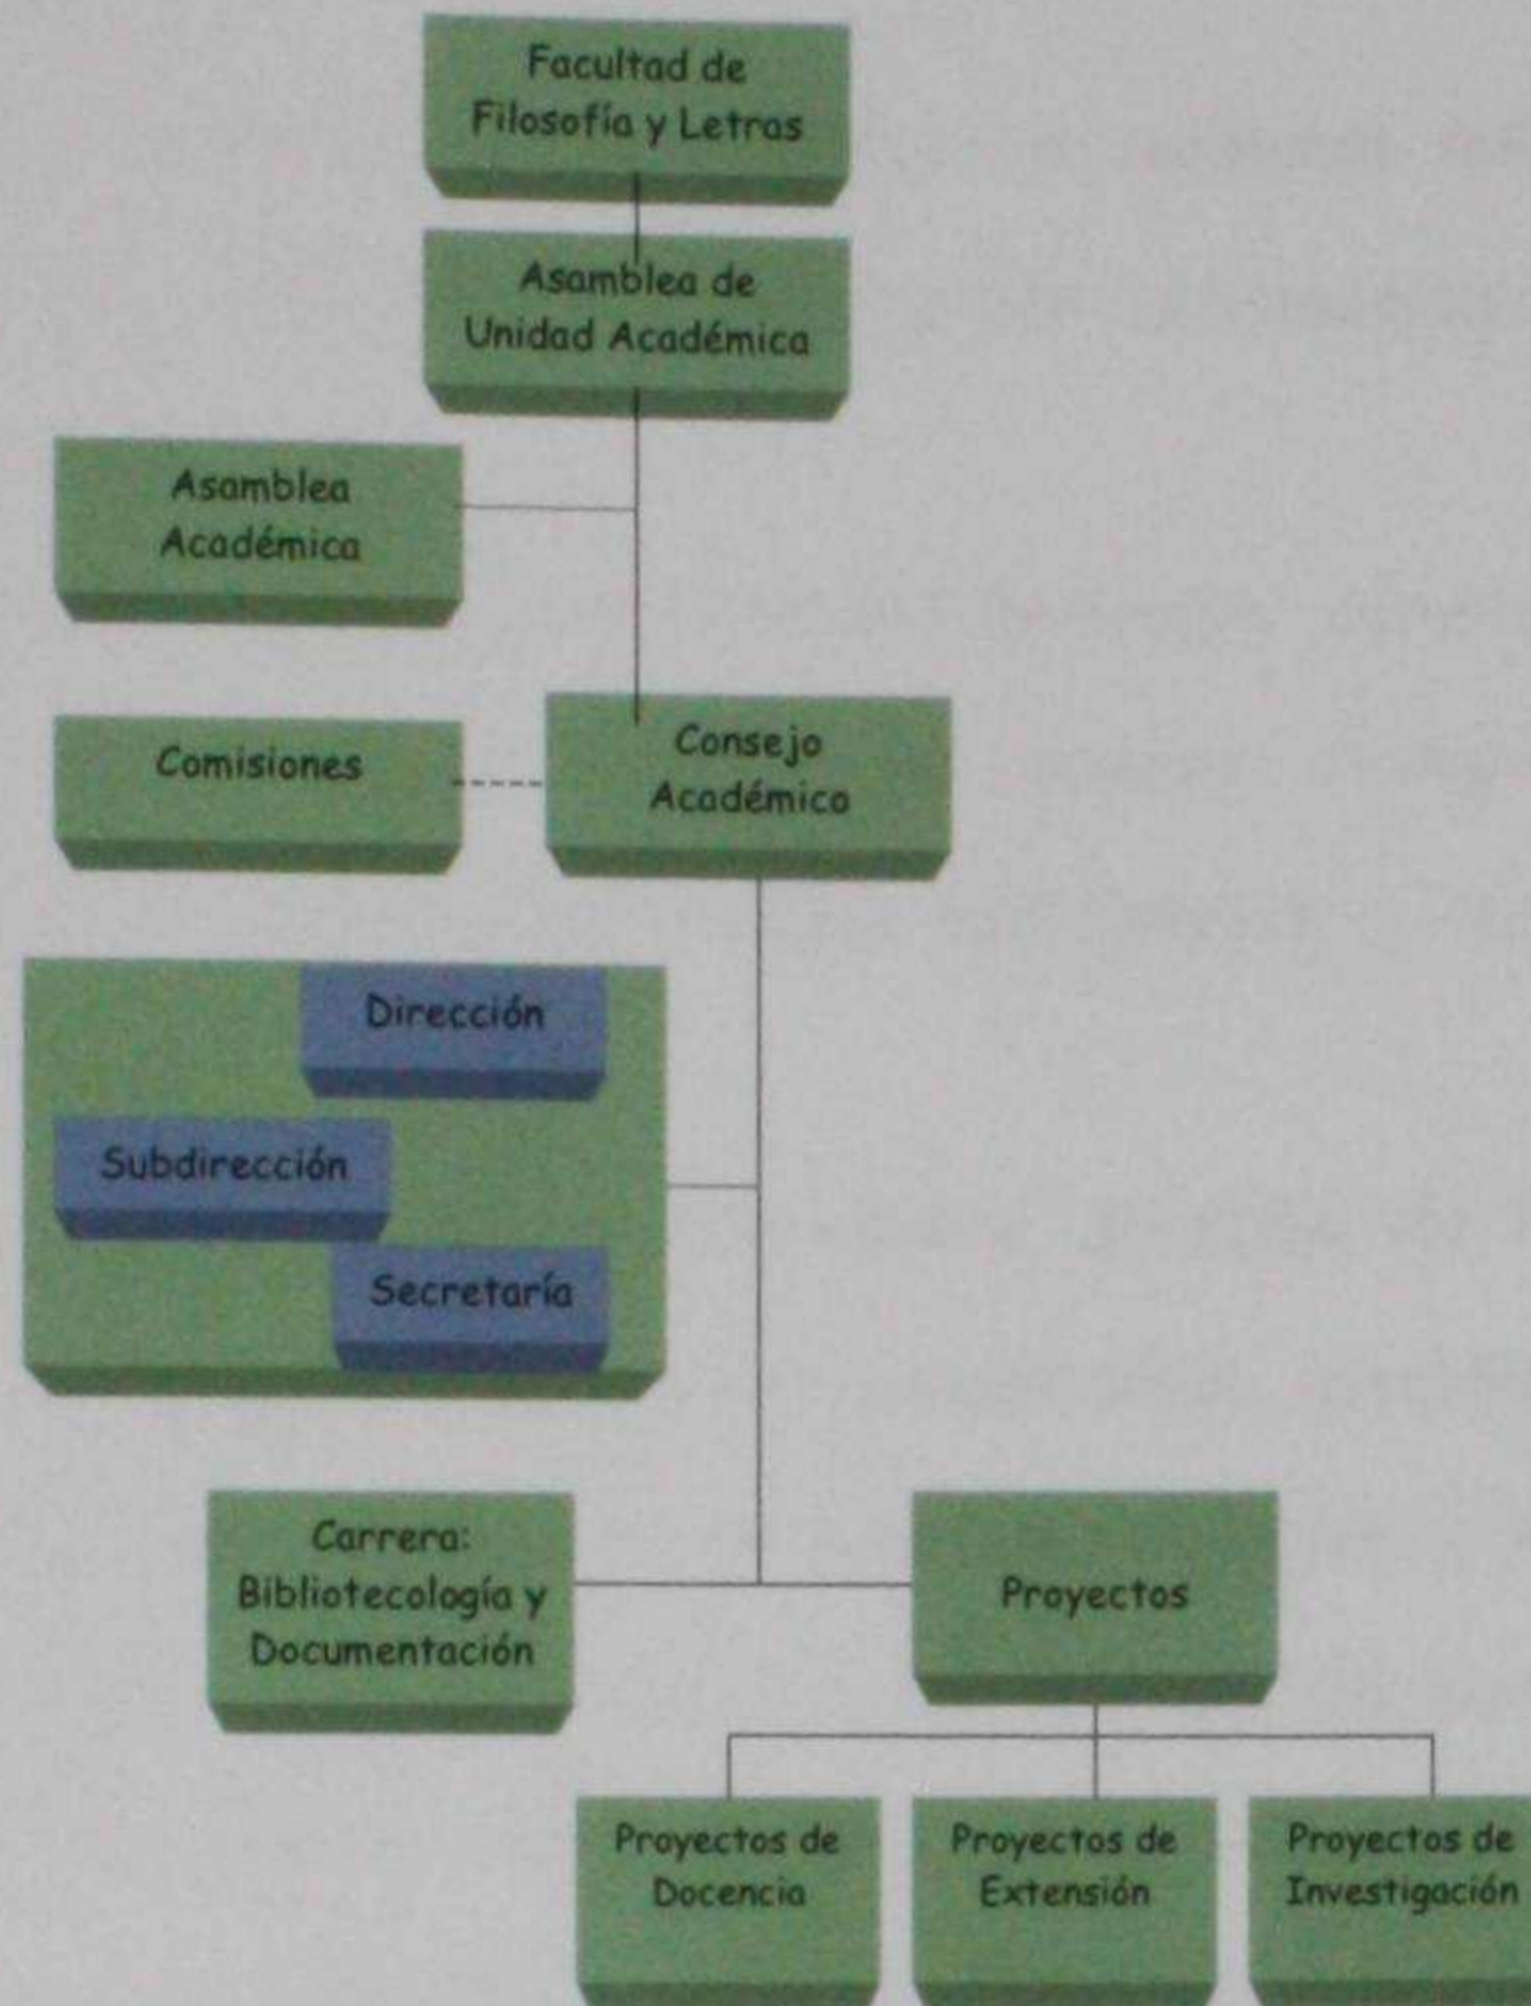 Facultad de
Filosofía y Letras
Asamblea de
Unidad Académica
Asamblea
Académica
Comisiones
Consejo
Académico
Dirección
Subdirección
Secretaría
Carrera:
Bibliotecología y
Documentación
Proyectos
Proyectos de
Docencia
Proyectos de
Extensión
Proyectos de
Investigación